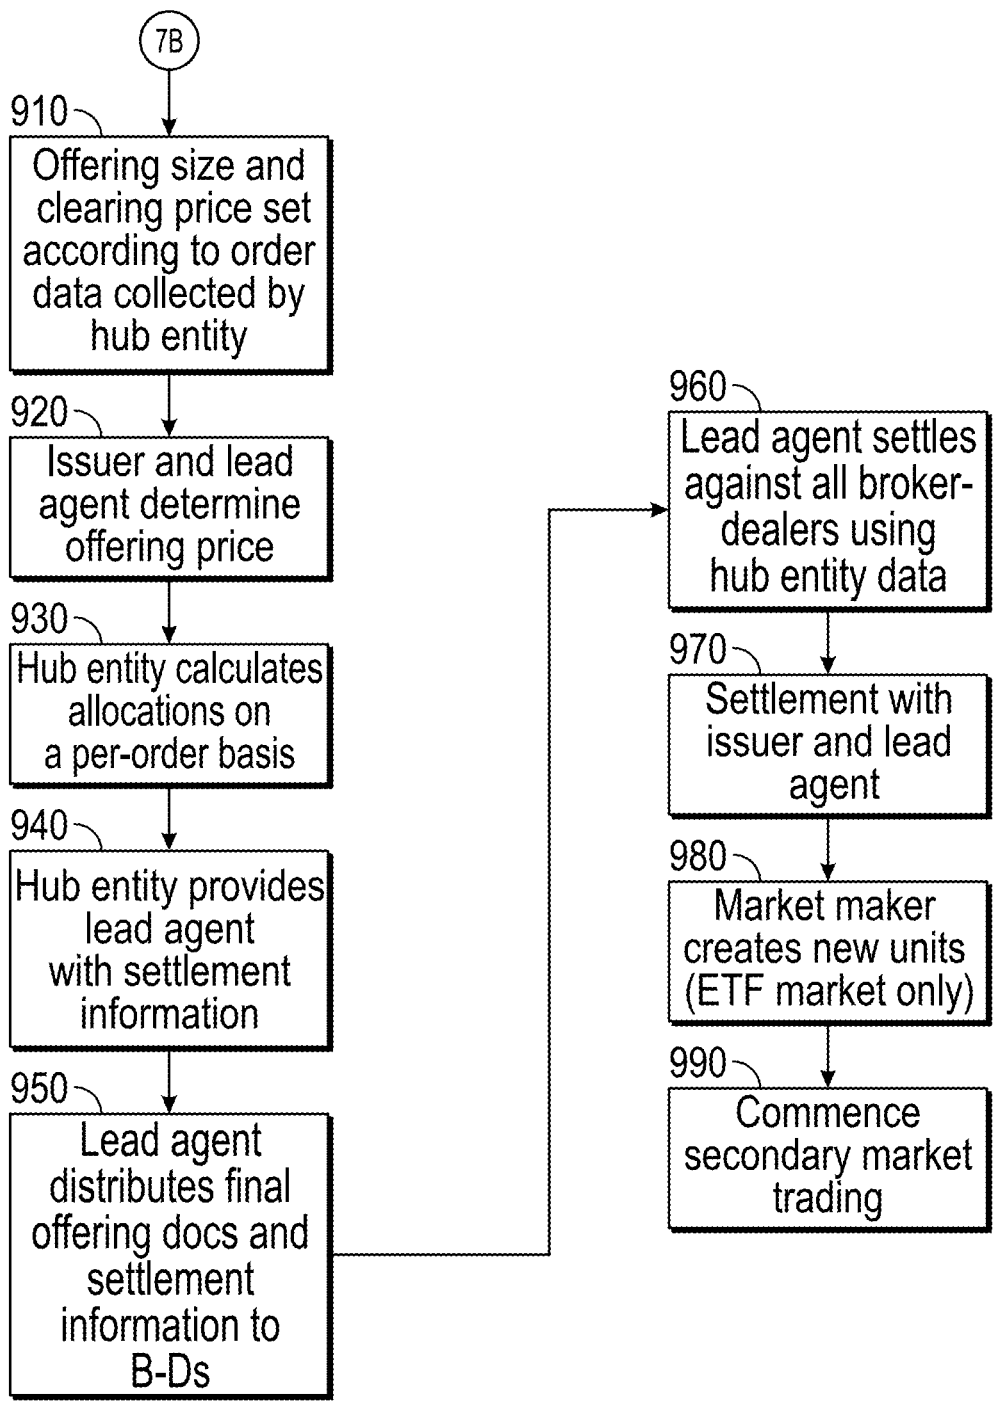 7B
910
Offering size and
clearing price set
according to order
data collected by
hub entity
920
Issuer and lead
agent determine
offering price
930
Hub entity calculates
allocations on
a per-order basis
940
Hub entity provides
lead agent
with settlement
information
950
Lead agent
distributes final
offering docs and
settlement
information to
B-Ds
960
Lead agent settles
against all broker-
dealers using
hub entity data
970
Settlement with
issuer and lead
agent
980
Market maker
creates new units
(ETF market only)
990
Commence
secondary market
trading